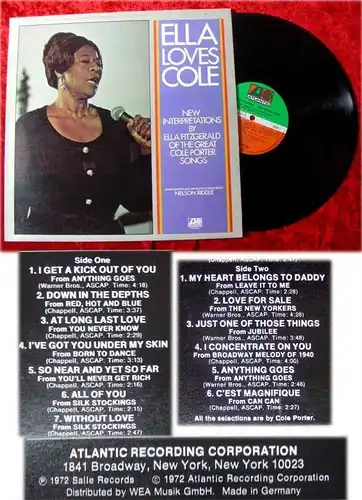 ELLA
LOVES
COLE
NEW
INTERPRETATIONS
BY
ELLA FITZGERALD
OF THE GREAT
COLE PORTER
SONGS
NELSON RIDDLE
Side One
1. I GET A KICK OUT OF YOU
From ANYTHING GOES
(Warner Bros., ASCAP. Time: 4:18)
2. DOWN IN THE DEPTHS
From RED, HOT AND BLUE
(Chappell, ASCAP. Time: 3:37)
3. AT LONG LAST LOVE
From YOU NEVER KNOW
(Chappell, ASCAP. Time: 2:29)
4. I'VE GOT YOU UNDER MY SKIN
From BORN TO DANCE
(Chappell, ASCAP. Time: 3:13)
5. SO NEAR AND YET SO FAR
From YOU'LL NEVER GET RICH
(Chappell, ASCAP. Time: 2:16)
6. ALL OF YOU
From SILK STOCKINGS
(Chappell, ASCAP. Time: 2:15)
7. WITHOUT LOVE
From SILK STOCKINGS
(Chappell, ASCAP. Time: 2:47)
(Chappell, ASCAP. Time: 2:47)
Side Two
1. MY HEART BELONGS TO DADDY
From LEAVE IT TO ME
(Chappell, ASCAP. Time: 2:28)
2. LOVE FOR SALE
From THE NEW YORKERS
(Warner Bros., ASCAP. Time: 4:30)
3. JUST ONE OF THOSE THINGS
From JUBILEE
(Warner Bros., ASCAP. Time: 3:48)
4. I CONCENTRATE ON YOU
From BROADWAY MELODY OF 1940
(Chappell, ASCAP. Time: 4:00)
5. ANYTHING GOES
From ANYTHING GOES
(Warner Bros., ASCAP. Time: 2:46)
6. C'EST MAGNIFIQUE
From CAN CAN
(Chappell, ASCAP. Time: 2:27)
All the selections are by Cole Porter.
ATLANTIC RECORDING CORPORATION
1841 Broadway, New York, New York 10023
℗ 1972 Salle Records © 1972 Atlantic Recording Corporation
Distributed by WEA Musik GmbH. Made in Germany